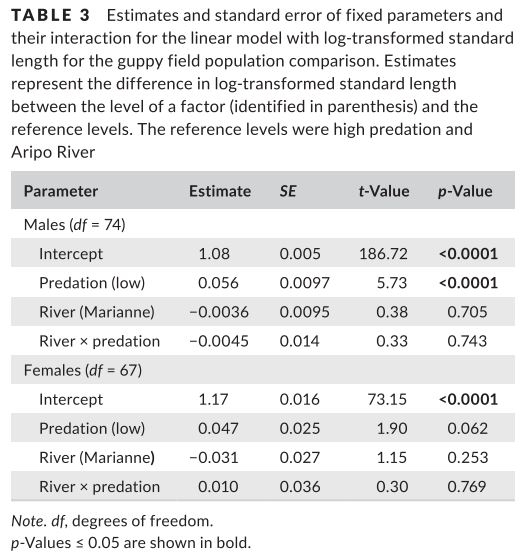 TABLE 3 Estimates and standard error of fixed parameters and
their interaction for the linear model with log-transformed standard
length for the guppy field population comparison. Estimates
represent the difference in log-transformed standard length
between the level of a factor (identified in parenthesis) and the
reference levels. The reference levels were high predation and
Aripo River
Parameter Estimate SE t-Value p-Value
Males (df = 74)
Intercept 1.08 0.005 186.72 <0.0001
Predation (low) 0.056 0.0097 5.73 <0.0001
River (Marianne) −0.0036 0.0095 0.38 0.705
River × predation −0.0045 0.014 0.33 0.743
Females (df = 67)
Intercept 1.17 0.016 73.15 <0.0001
Predation (low) 0.047 0.025 1.90 0.062
River (Marianne) −0.031 0.027 1.15 0.253
River × predation 0.010 0.036 0.30 0.769
Note. df, degrees of freedom.
p-Values ≤ 0.05 are shown in bold.